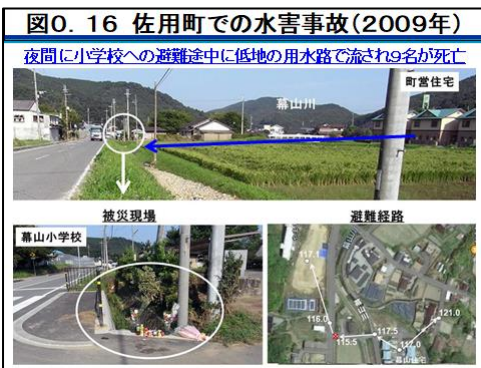 図0.16 佐用町での水害事故(2009年)
夜間に小学校への避難途中に低地の用水路で流され9名が死亡
町営住宅
幕山川
被災現場
避難経路
幕山小学校
117.1
116.0
115.5
117.5
117.0
121.0
幕山住宅